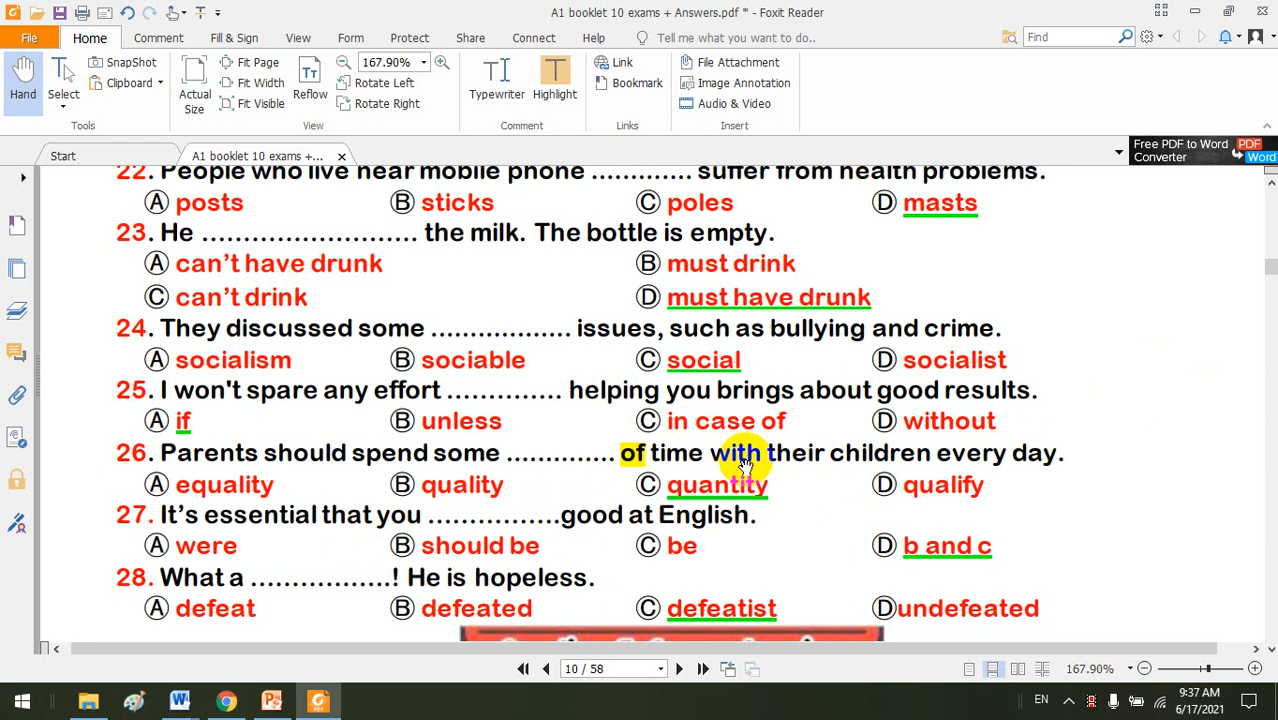 A1 booklet 10 exams + Answers.pdf * - Foxit Reader
File Home Comment Fill & Sign View Form Protect Share Connect Help Tell me what you want to do.. Find
Hand Select SnapShot Clipboard Actual Size Fit Page Fit Width Fit Visible Reflow 167.90% Rotate Left Rotate Right Typewriter Highlight Link Bookmark File Attachment Image Annotation Audio & Video
Tools View Comment Links Insert
Start A1 booklet 10 exams +... Free PDF to Word Converter PDF Word
22. People who live near mobile phone ............. suffer from health problems.
Ⓐ posts Ⓑ sticks Ⓒ poles Ⓓ masts
23. He .......................... the milk. The bottle is empty.
Ⓐ can't have drunk Ⓑ must drink
Ⓒ can't drink Ⓓ must have drunk
24. They discussed some ................. issues, such as bullying and crime.
Ⓐ socialism Ⓑ sociable Ⓒ social Ⓓ socialist
25. I won't spare any effort .............. helping you brings about good results.
Ⓐ if Ⓑ unless Ⓒ in case of Ⓓ without
26. Parents should spend some ............. of time with their children every day.
Ⓐ equality Ⓑ quality Ⓒ quantity Ⓓ qualify
27. It's essential that you ................good at English.
Ⓐ were Ⓑ should be Ⓒ be Ⓓ b and c
28. What a .................! He is hopeless.
Ⓐ defeat Ⓑ defeated Ⓒ defeatist Ⓓundefeated
10 / 58 167.90%
EN 9:37 AM
6/17/2021